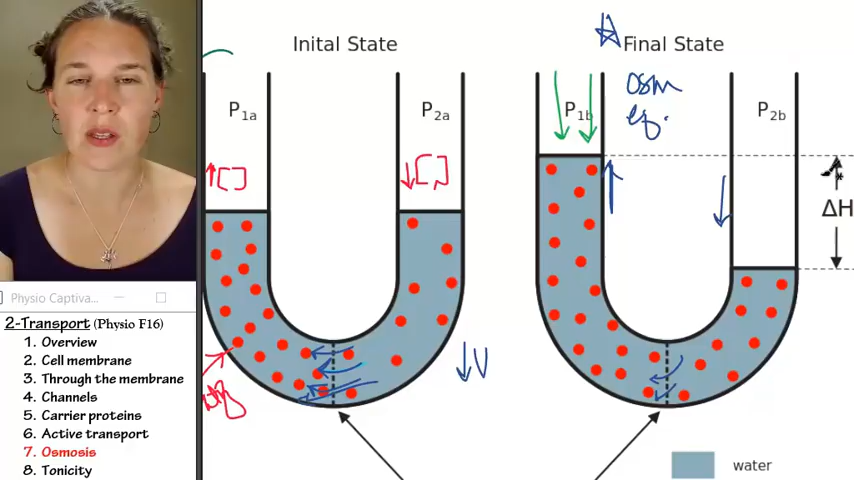 Inital State
Final State
P1a
P2a
P1b
P2b
osm
eq.
↑[]
↓[]
ΔH
↓V
water
Physio Captiva...
2-Transport (Physio F16)
1. Overview
2. Cell membrane
3. Through the membrane
4. Channels
5. Carrier proteins
6. Active transport
7. Osmosis
8. Tonicity